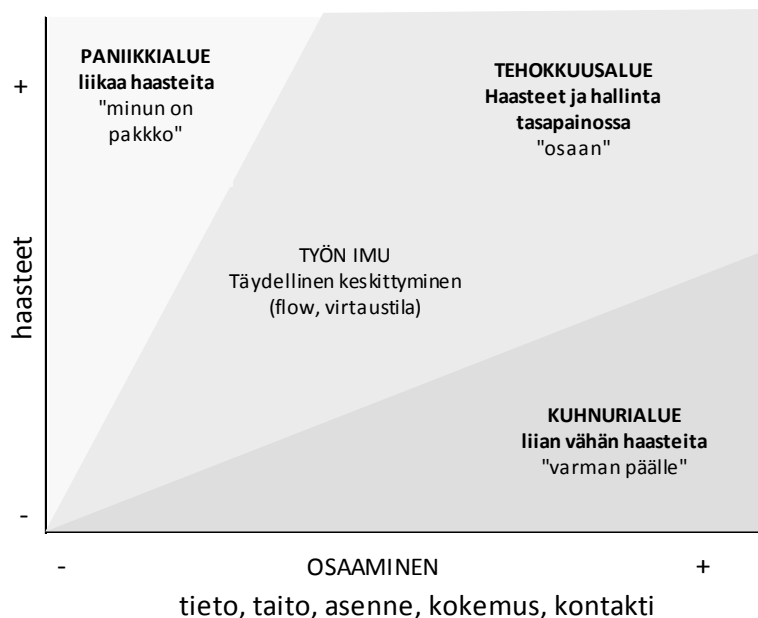 PANIIKKIALUE
liikaa haasteita
"minun on
pakkko"
TEHOKKUUSALUE
Haasteet ja hallinta
tasapainossa
"osaan"
+
haasteet
TYÖN IMU
Täydellinen keskittyminen
(flow, virtaustila)
KUHNURIALUE
liian vähän haasteita
"varman päälle"
-
- OSAAMINEN +
tieto, taito, asenne, kokemus, kontakti